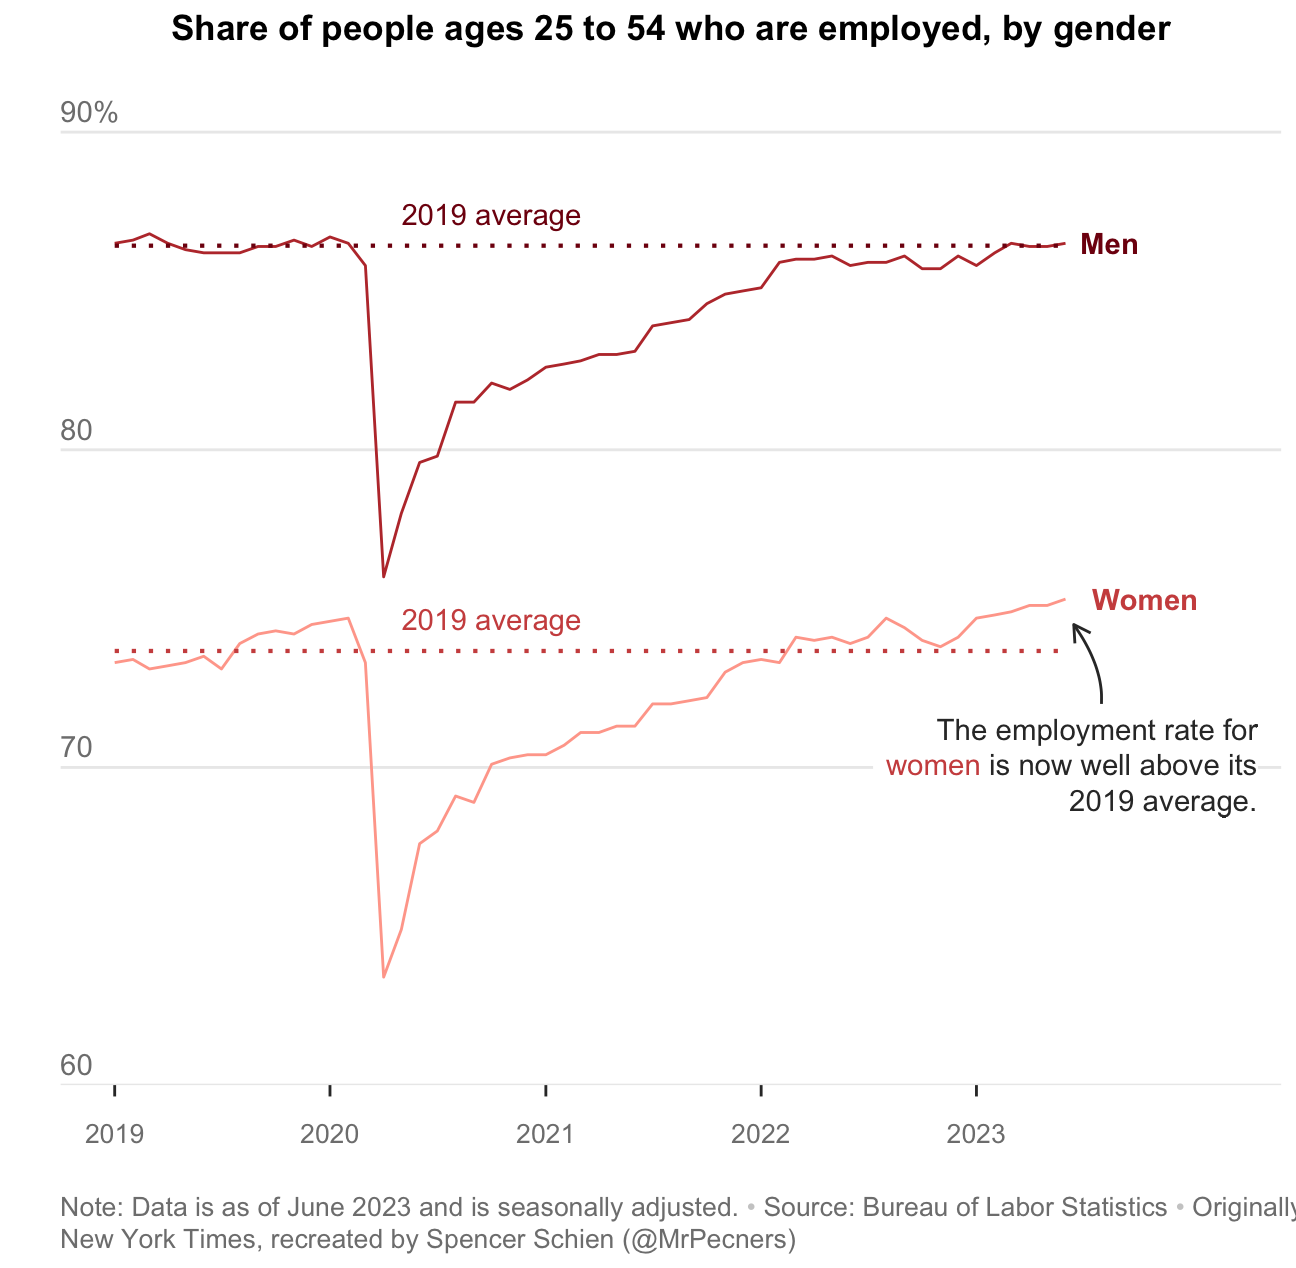 Share of people ages 25 to 54 who are employed, by gender
90%
2019 average
Men
80
2019 average
Women
The employment rate for
70
women is now well above its
2019 average.
60
2019 2020 2021 2022 2023
Note: Data is as of June 2023 and is seasonally adjusted. • Source: Bureau of Labor Statistics • Originally
New York Times, recreated by Spencer Schien (@MrPecners)